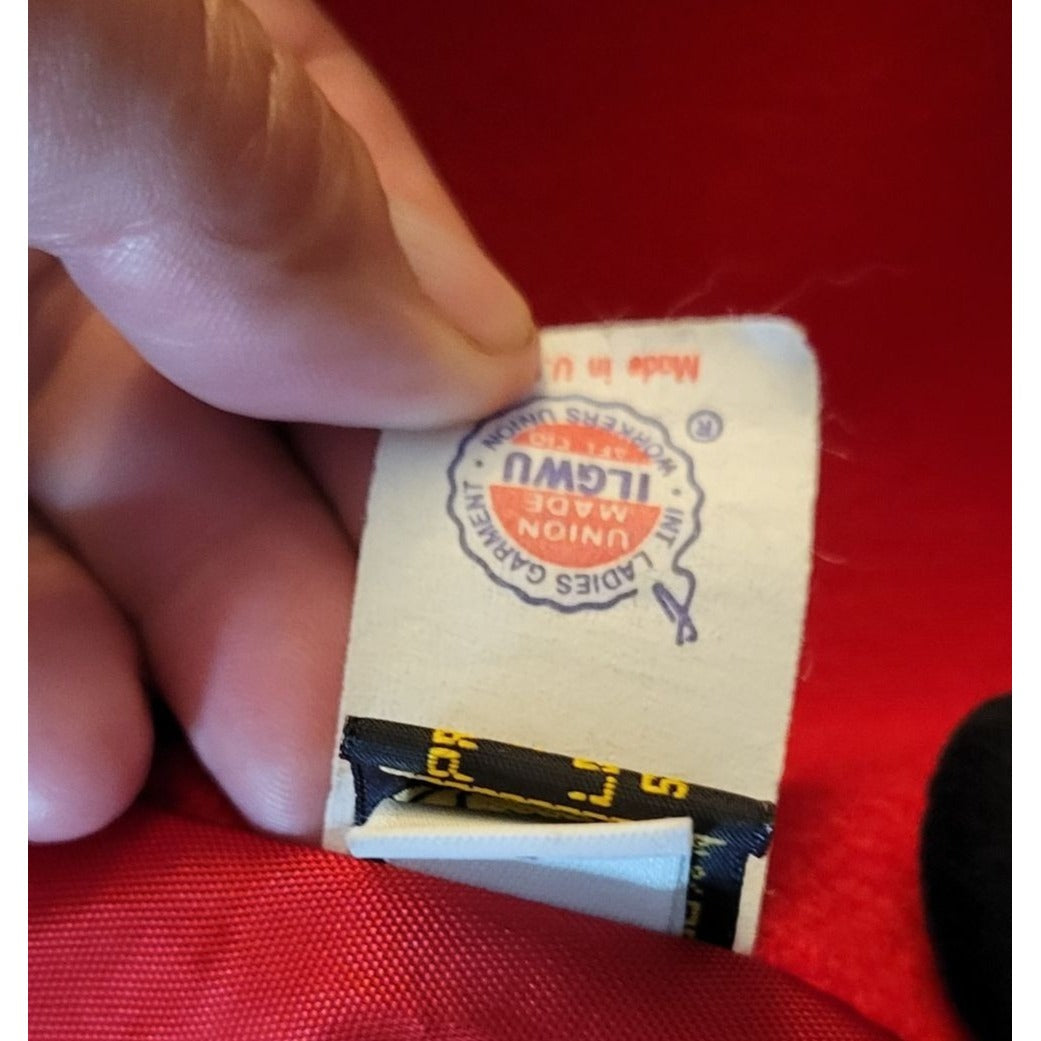 INT LADIES GARMENT
UNION
MADE
ILGWU
AFL CIO
WORKERS UNION
®
Made in U.